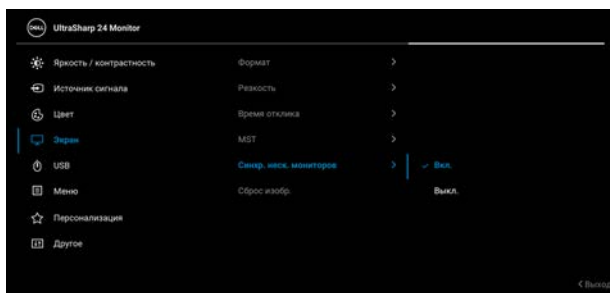 DELL UltraSharp 24 Monitor
Яркость / контрастность
Формат
Источник сигнала
Резкость
Цвет
Время отклика
Экран
MST
USB
Синхр. неск. мониторов
Вкл.
Меню
Сброс изобр.
Выкл.
Персонализация
Другое
Выход